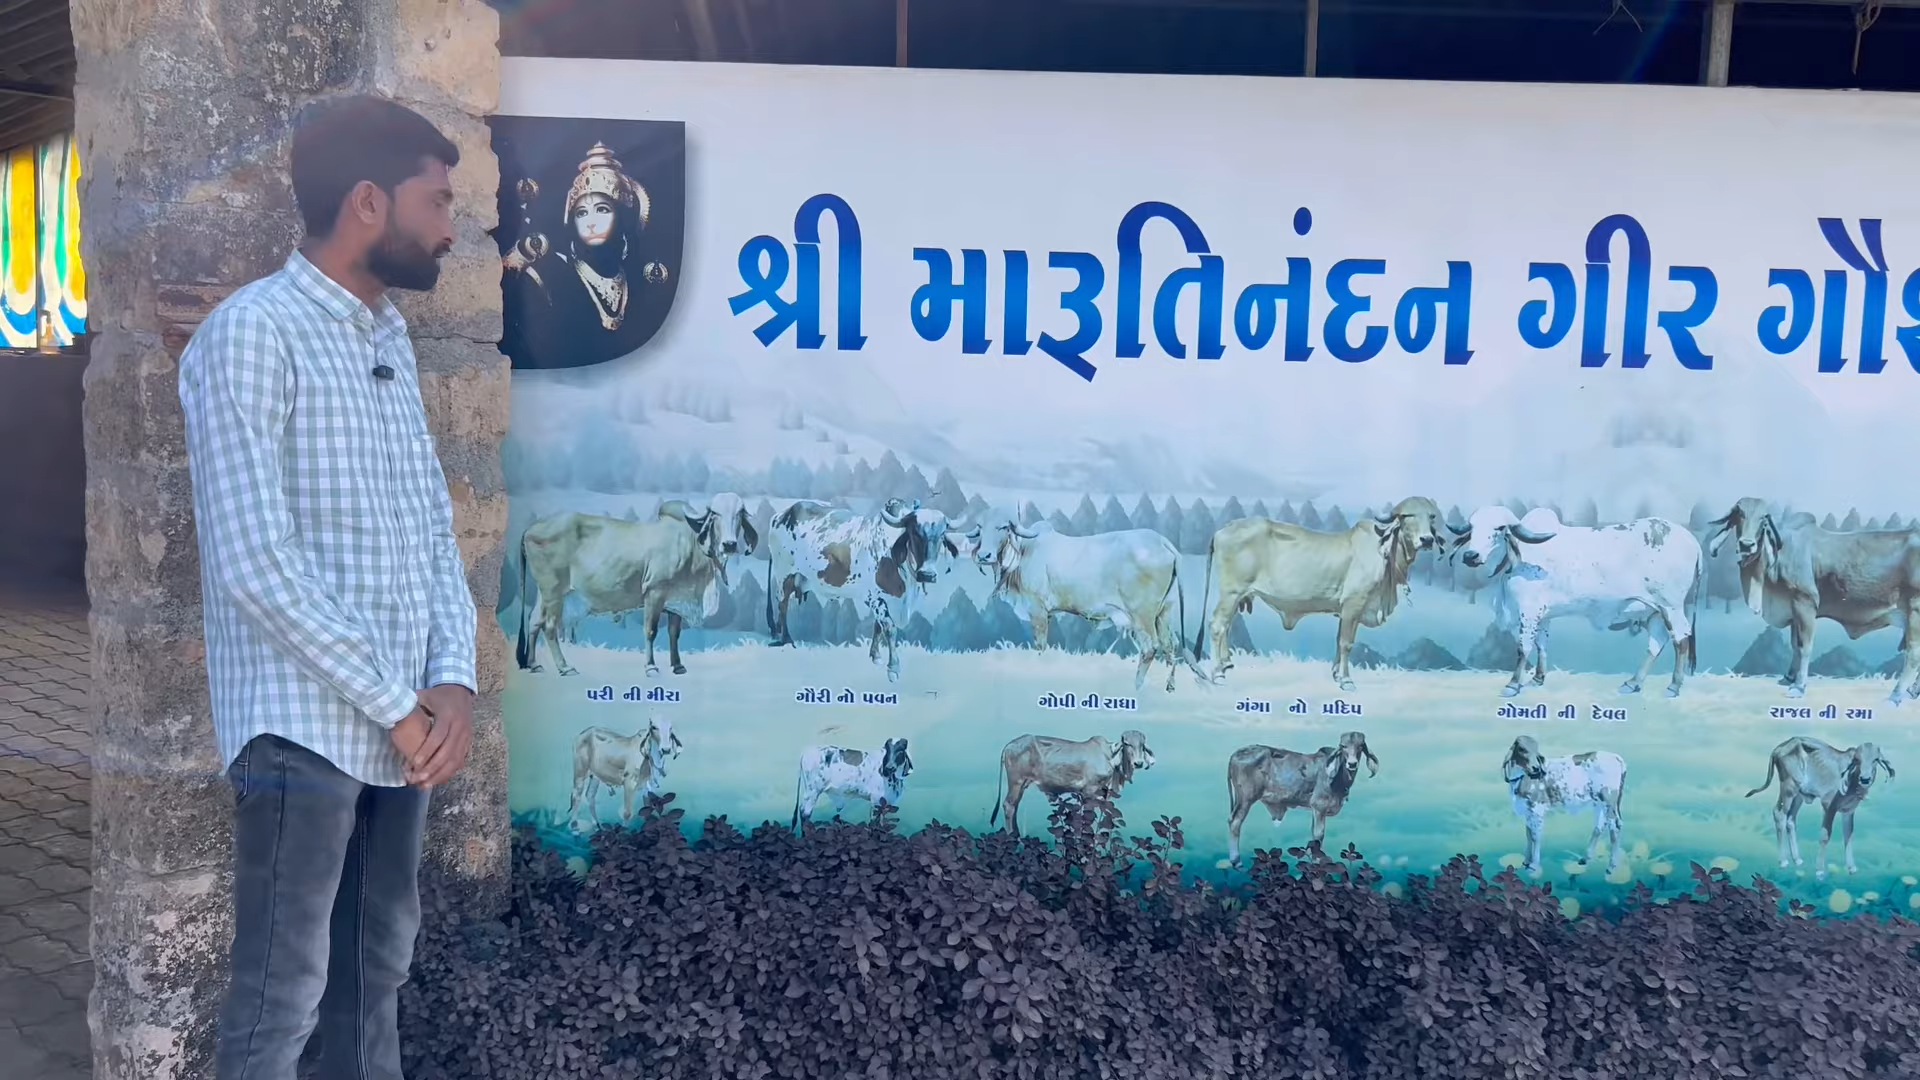 શ્રી મારૂતિનંદન ગીર
પરી ની મીરા
ગૌરી નો પવન
ગોપી ની રાધા
ગંગા નો પ્રદિપ
ગોમતી ની દેવલ
રાજલ ની રમા